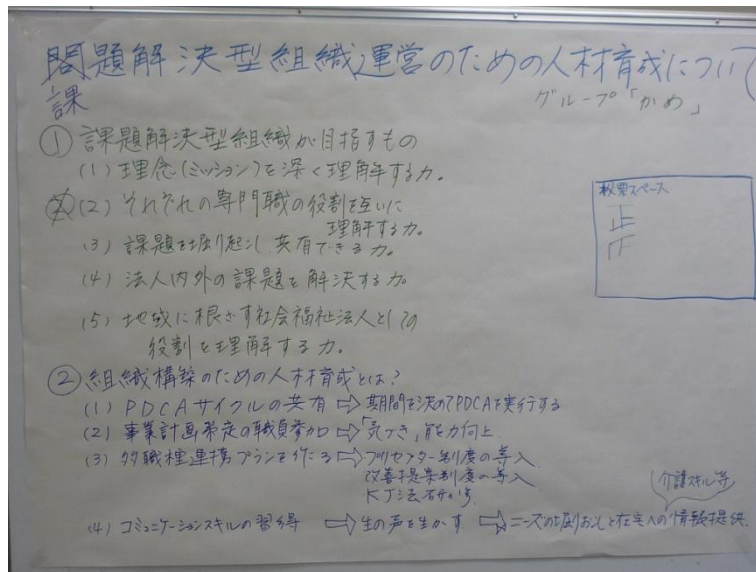 問題解決型組織運営のための人材育成につい
課
グループ「かめ」
① 課題解決型組織が目指すもの
(1) 理念(ミッション)を深く理解する力。
(2) それぞれの専門職の役割を互いに
理解する力。
(3) 課題を堀り起こし、共有できる力。
(4) 法人内外の課題を解決する力。
(5) 地域に根ざす社会福祉法人としての
役割を理解する力。
投票スペース
正
② 組織構築のための人材育成とは?
(1) PDCAサイクルの共有 ⇨ 期間を決めてPDCAを実行する
(2) 事業計画策定の職員参加 ⇨ 「気づき」能力向上
(3) 多職種連携プランを作る ⇨ プリセプター制度の導入
改善提案制度の導入
KJ法研修
介護スキル等
(4) コミュニケーションスキルの習得 ⇨ 生の声を生かす ⇨ ニーズの堀りおこしと在宅への情報提供